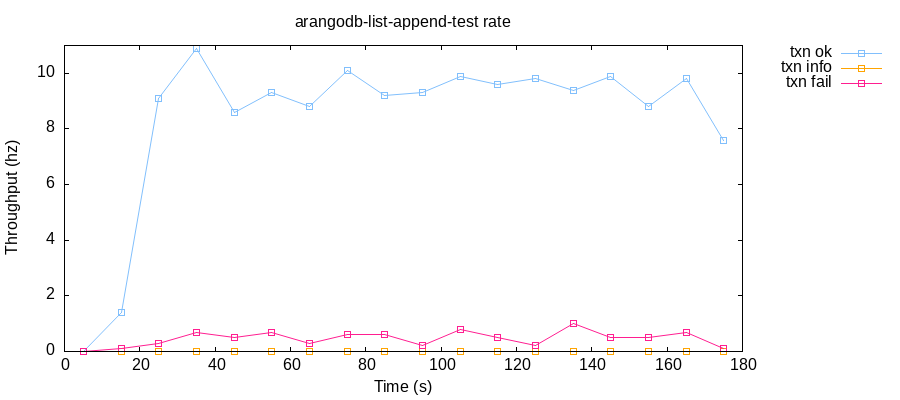 arangodb-list-append-test rate
txn ok
txn info
txn fail
Throughput (hz)
10
8
6
4
2
0
0 20 40 60 80 100 120 140 160 180
Time (s)